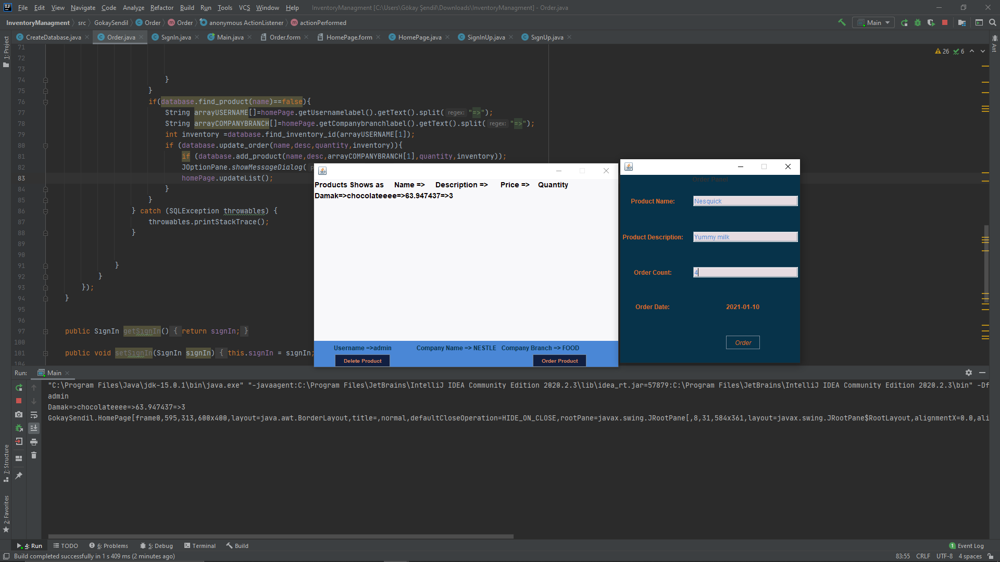 File Edit View Navigate Code Analyze Refactor Build Run Tools VCS Window Help InventoryManagment [C:\Users\Gökay Şendil\Downloads\InventoryManagment] - Order.java
InventoryManagment src GokaySendil Order Order anonymous ActionListener actionPerformed Main
CreateDatabase.java Order.java SignIn.java Main.java Order.form HomePage.form HomePage.java SignInUp.java SignUp.java
1: Project
Ant
26 6
71
72
73
74 }
75 }
76 if(database.find_product(name)==false){
77 String arrayUSERNAME[]=homePage.getUsernamelabel().getText().split( regex: "=>");
78 String arrayCOMPANYBRANCH[]=homePage.getCompanybranchlabel().getText().split( regex: "=>");
79 int inventory =database.find_inventory_id(arrayUSERNAME[1]);
80 if (database.update_order(name,desc,quantity,inventory)){
81 if (database.add_product(name,desc,arrayCOMPANYBRANCH[1],quantity,inventory));
82 JOptionPane.showMessageDialog( p
83 homePage.updateList();
84 }
85 }
86 } catch (SQLException throwables) {
87 throwables.printStackTrace();
88 }
89
90
91 }
92 }
93 });
94 }
95
96
97 public SignIn getSignIn() { return signIn; }
100
101 public void setSignIn(SignIn signIn) { this.signIn = signIn;
104
Products Shows as Name => Description => Price => Quantity
Damak=>chocolateeee=>63.947437=>3
Username =>admin Company Name => NESTLE Company Branch => FOOD
Delete Product Order Product
Order Panel
Product Name: Nesquick
Product Description: Yummy milk
Order Count: 4
Order Date: 2021-01-10
Order
Run: Main
"C:\Program Files\Java\jdk-15.0.1\bin\java.exe" "-javaagent:C:\Program Files\JetBrains\IntelliJ IDEA Community Edition 2020.2.3\lib\idea_rt.jar=57879:C:\Program Files\JetBrains\IntelliJ IDEA Community Edition 2020.2.3\bin" -Df
admin
Damak=>chocolateeee=>63.947437=>3
GokaySendil.HomePage[frame0,595,313,600x400,layout=java.awt.BorderLayout,title=,normal,defaultCloseOperation=HIDE_ON_CLOSE,rootPane=javax.swing.JRootPane[,8,31,584x361,layout=javax.swing.JRootPane$RootLayout,alignmentX=0.0,ali
7: Structure
2: Favorites
4: Run TODO 6: Problems 5: Debug Terminal Build 1 Event Log
Build completed successfully in 1 s 409 ms (2 minutes ago) 83:55 CRLF UTF-8 4 spaces